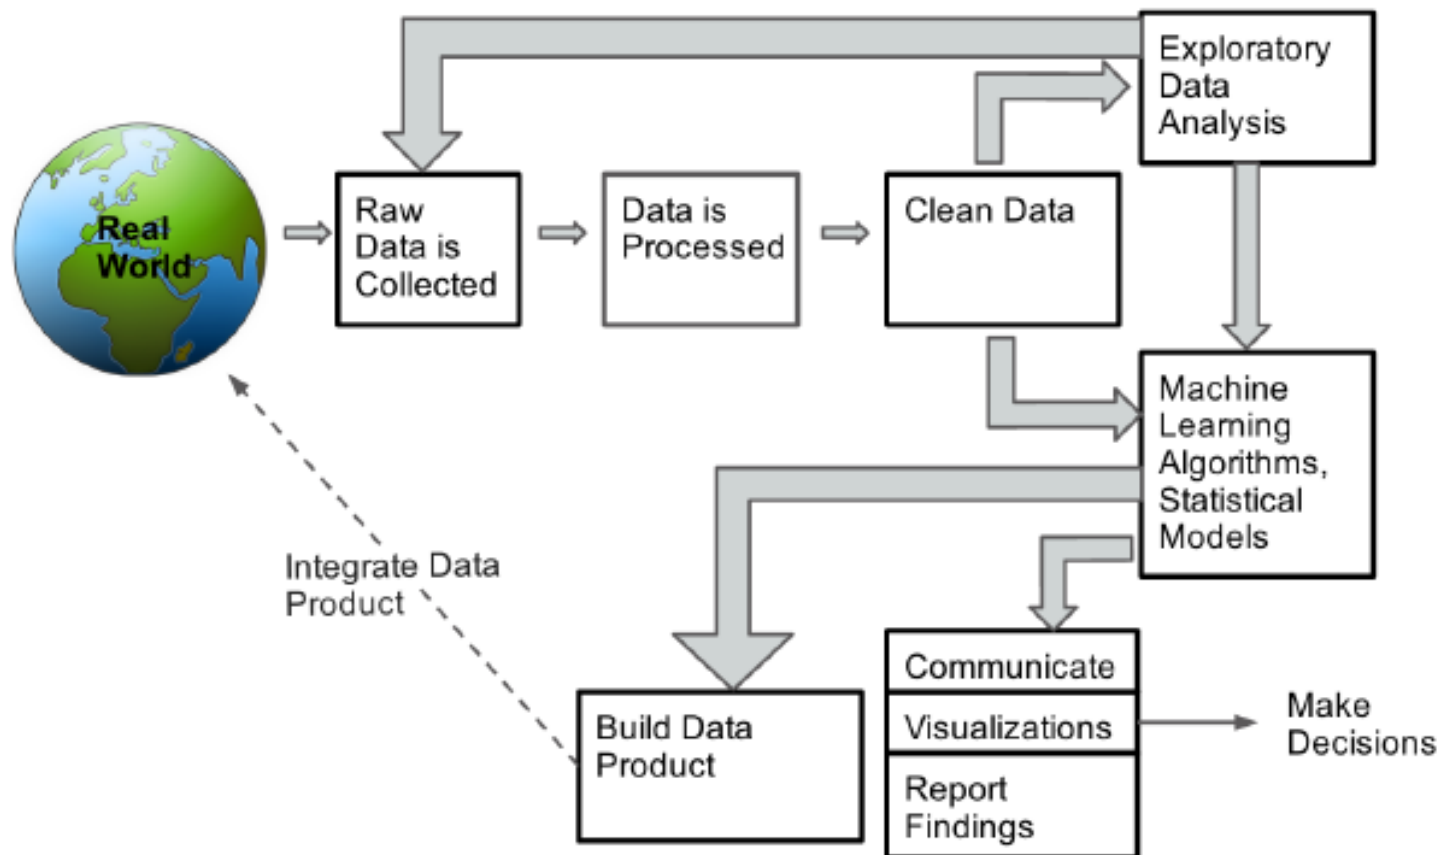 Exploratory
Data
Analysis
Real
World
Raw
Data is
Collected
Data is
Processed
Clean Data
Machine
Learning
Algorithms,
Statistical
Models
Integrate Data
Product
Build Data
Product
Communicate
Visualizations
Report
Findings
Make
Decisions